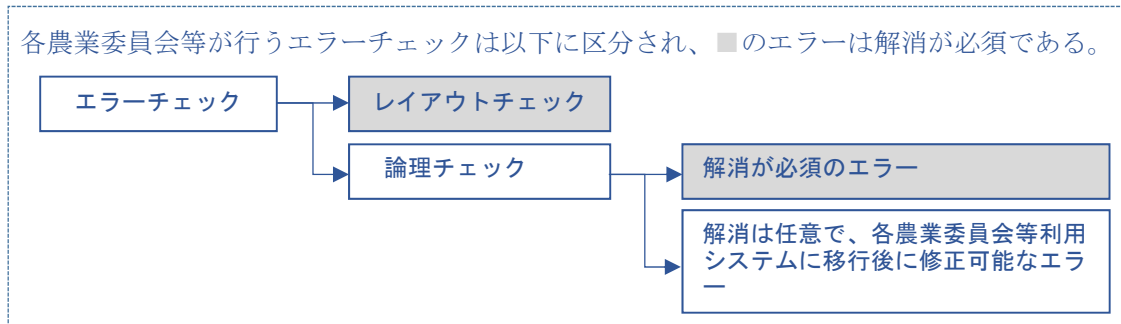 各農業委員会等が行うエラーチェックは以下に区分され、■のエラーは解消が必須である。
エラーチェック
レイアウトチェック
論理チェック
解消が必須のエラー
解消は任意で、各農業委員会等利用
システムに移行後に修正可能なエラ
ー